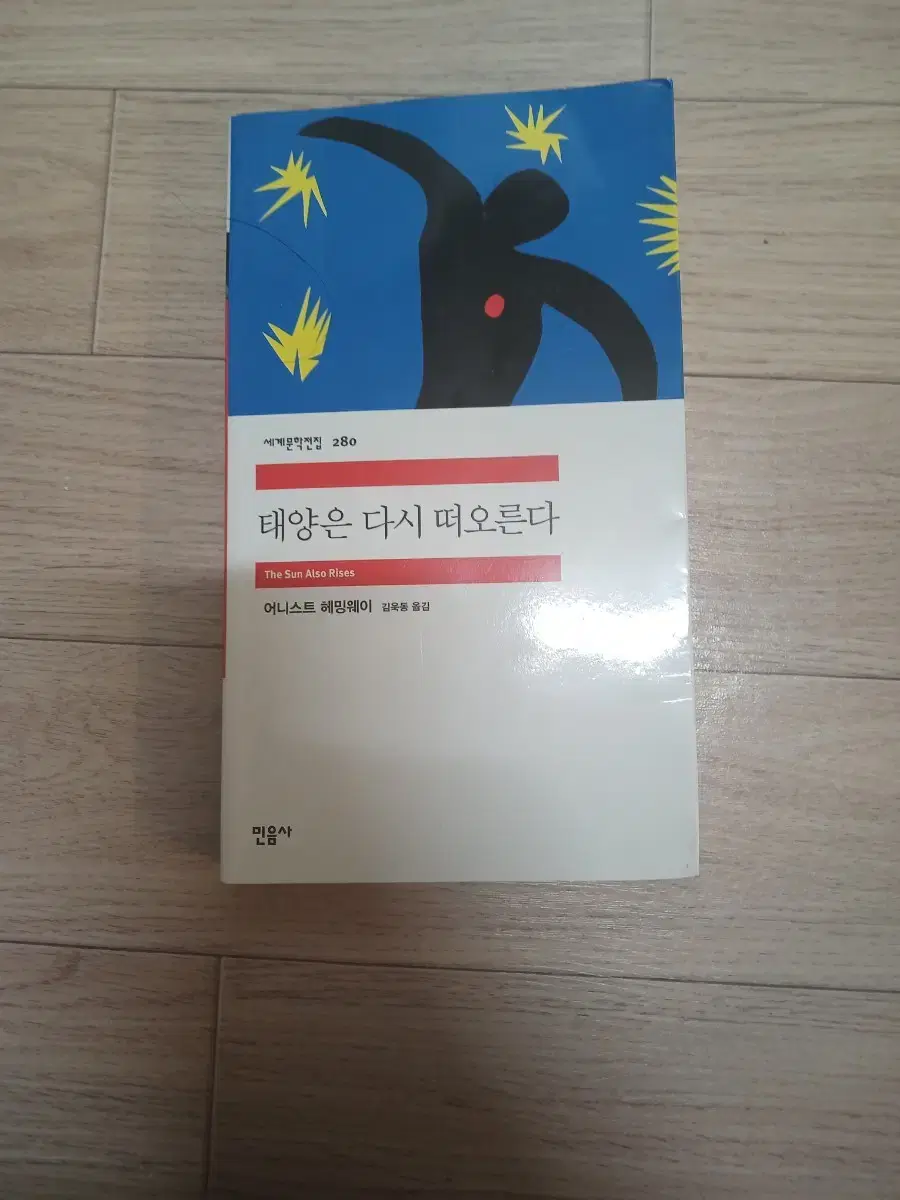 세계문학전집 280
태양은 다시 떠오른다
The Sun Also Rises
어니스트 헤밍웨이 김욱동 옮김
민음사